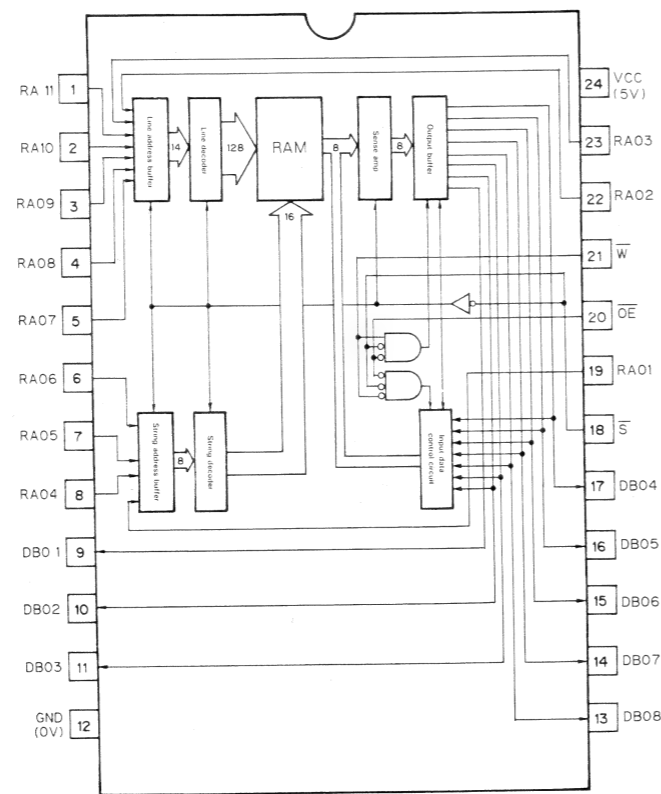 RA 11 1
RA10 2
RA09 3
RA08 4
RA07 5
RA06 6
RA05 7
RA04 8
DB0 1 9
DB02 10
DB03 11
GND
(0V) 12
24 VCC
(5V)
23 RA03
22 RA02
21 W
20 OE
19 RA01
18 S
17 DB04
16 DB05
15 DB06
14 DB07
13 DB08
Line address buffer
14
Line decoder
128
RAM
8
Sense amp
8
Output buffer
16
String address buffer
8
String decoder
Input data
control circuit